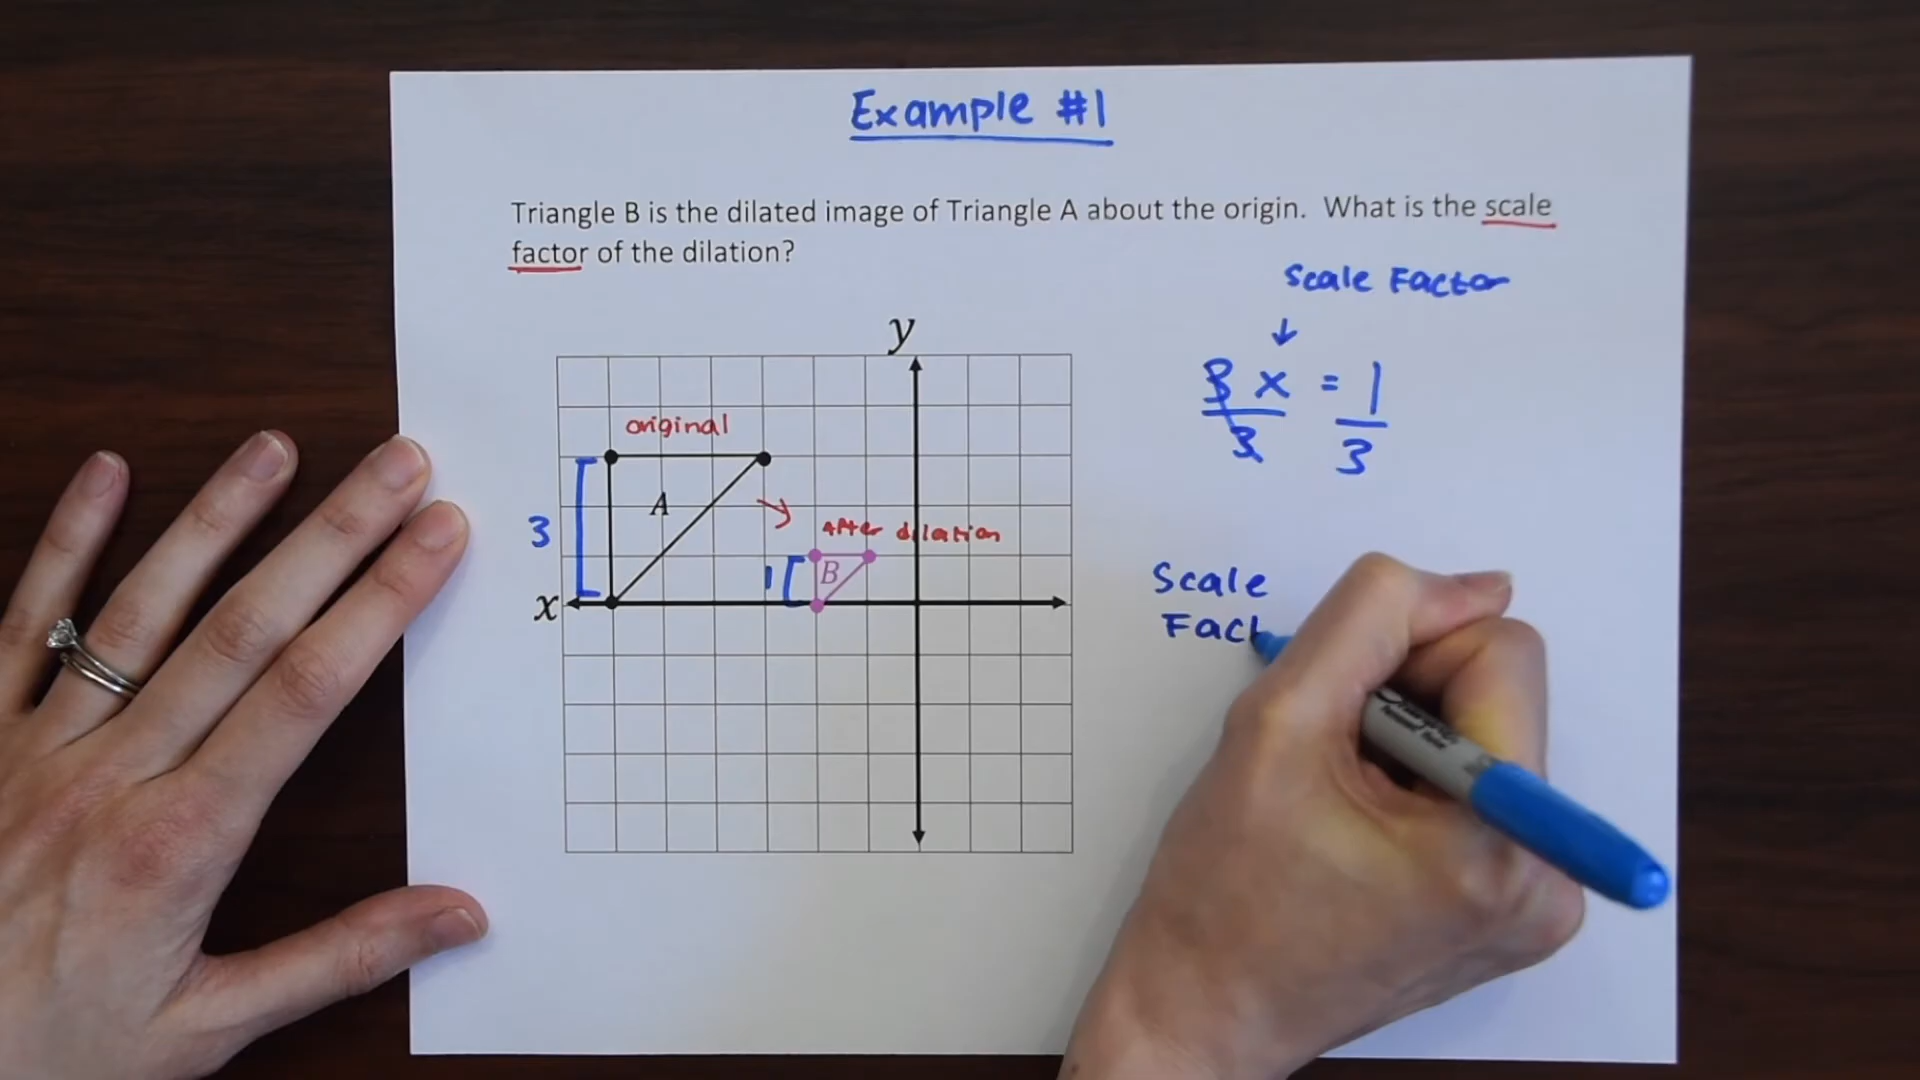 Example #1
Triangle B is the dilated image of Triangle A about the origin. What is the scale
factor of the dilation?
Scale Factor
↓
3 x = 1
3 3
y
original
A
3
after dilation
1
B
x
Scale
Fact